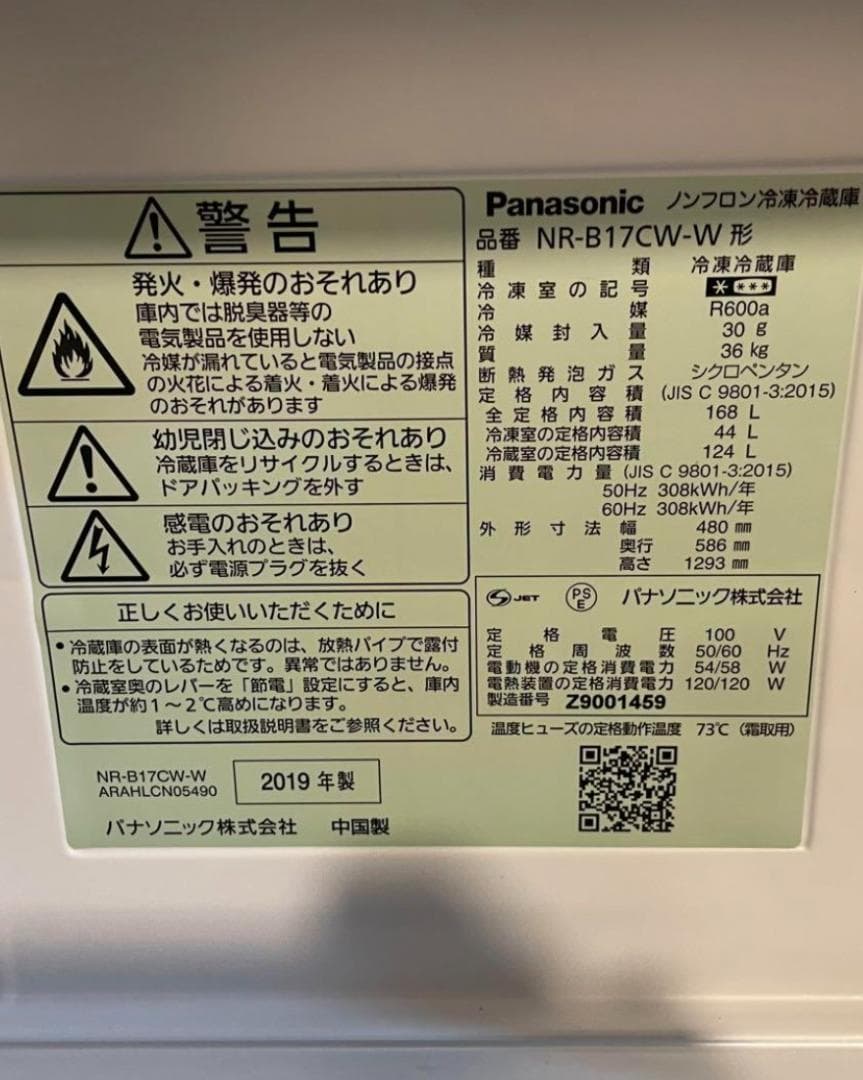 警告
発火・爆発のおそれあり
庫内では脱臭器等の
電気製品を使用しない
冷媒が漏れていると電気製品の接点
の火花による着火・着火による爆発
のおそれがあります
幼児閉じ込みのおそれあり
冷蔵庫をリサイクルするときは、
ドアパッキングを外す
感電のおそれあり
お手入れのときは、
必ず電源プラグを抜く
正しくお使いいただくために
・冷蔵庫の表面が熱くなるのは、放熱パイプで露付
防止をしているためです。異常ではありません。
・冷蔵室奥のレバーを「節電」設定にすると、庫内
温度が約1～2℃高めになります。
詳しくは取扱説明書をご参照ください。
NR-B17CW-W
ARAHLCN05490
2019 年製
パナソニック株式会社 中国製
Panasonic ノンフロン冷凍冷蔵庫
品番 NR-B17CW-W 形
種類 冷凍冷蔵庫
冷凍室の記号 ****
冷媒 R600a
冷媒封入量 30 g
質量 36 kg
断熱発泡ガス シクロペンタン
定格内容積 (JIS C 9801-3:2015)
全定格内容積 168 L
冷凍室の定格内容積 44 L
冷蔵室の定格内容積 124 L
消費電力量 (JIS C 9801-3:2015)
50Hz 308kWh/年
60Hz 308kWh/年
外形寸法 幅 480 mm
奥行 586 mm
高さ 1293 mm
JET PSE パナソニック株式会社
定格電圧 100 V
定格周波数 50/60 Hz
電動機の定格消費電力 54/58 W
電熱装置の定格消費電力 120/120 W
製造番号 Z9001459
温度ヒューズの定格動作温度 73℃（霜取用）